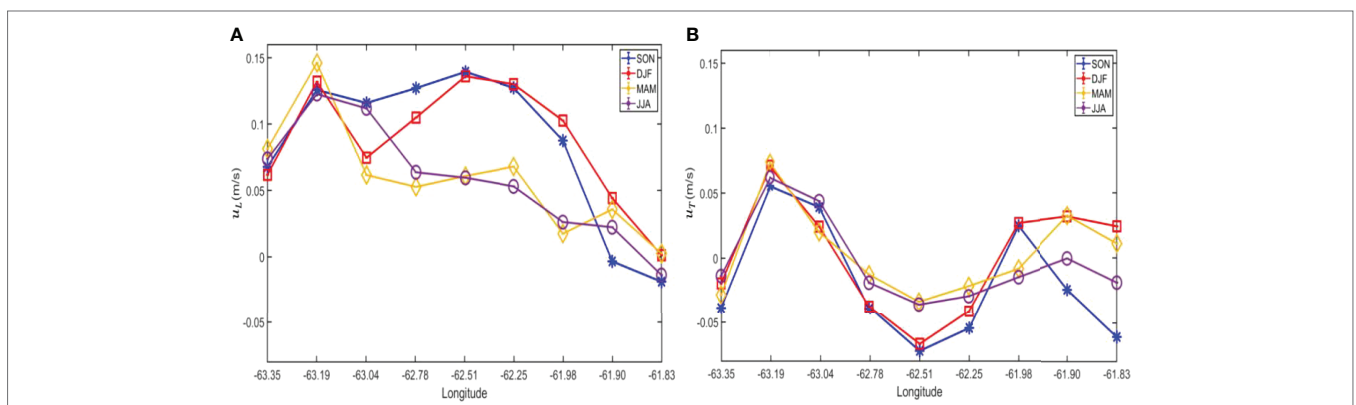 A
0.15
0.1
0.05
0
-0.05
u_L (m/s)
SON
DJF
MAM
JJA
-63.35 -63.19 -63.04 -62.78 -62.51 -62.25 -61.98 -61.90 -61.83
Longitude
B
0.15
0.1
0.05
0
-0.05
u_T (m/s)
SON
DJF
MAM
JJA
-63.35 -63.19 -63.04 -62.78 -62.51 -62.25 -61.98 -61.90 -61.83
Longitude